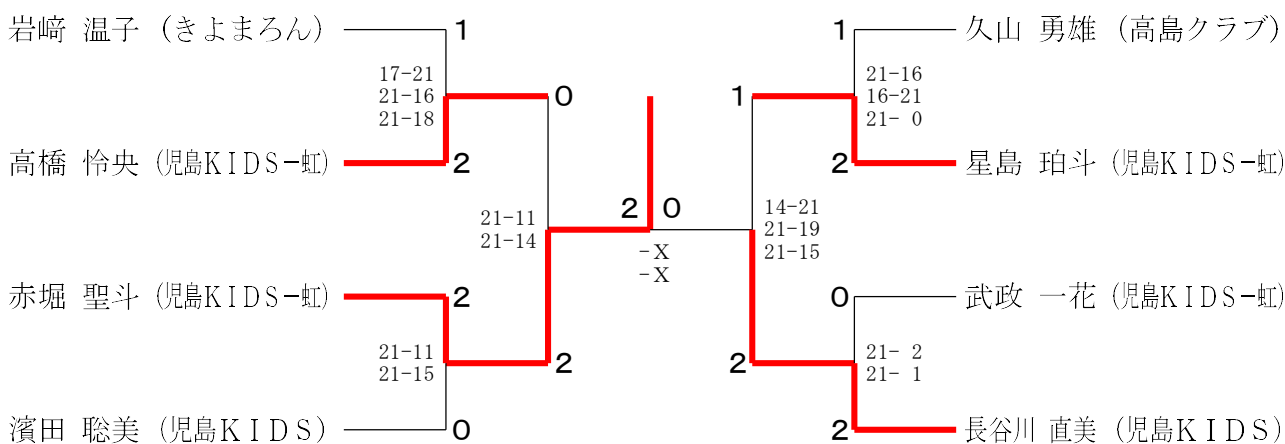 岩﨑 温子 (きよまろん)
1
17-21
21-16
21-18
0
高橋 怜央 (児島KIDS-虹)
2
21-11
21-14
赤堀 聖斗 (児島KIDS-虹)
2
21-11
21-15
2
濱田 聡美 (児島KIDS)
0
2 0
-X
-X
1
久山 勇雄 (高島クラブ)
21-16
16-21
21- 0
1
2
星島 珀斗 (児島KIDS-虹)
14-21
21-19
21-15
0
武政 一花 (児島KIDS-虹)
21- 2
21- 1
2
2
長谷川 直美 (児島KIDS)